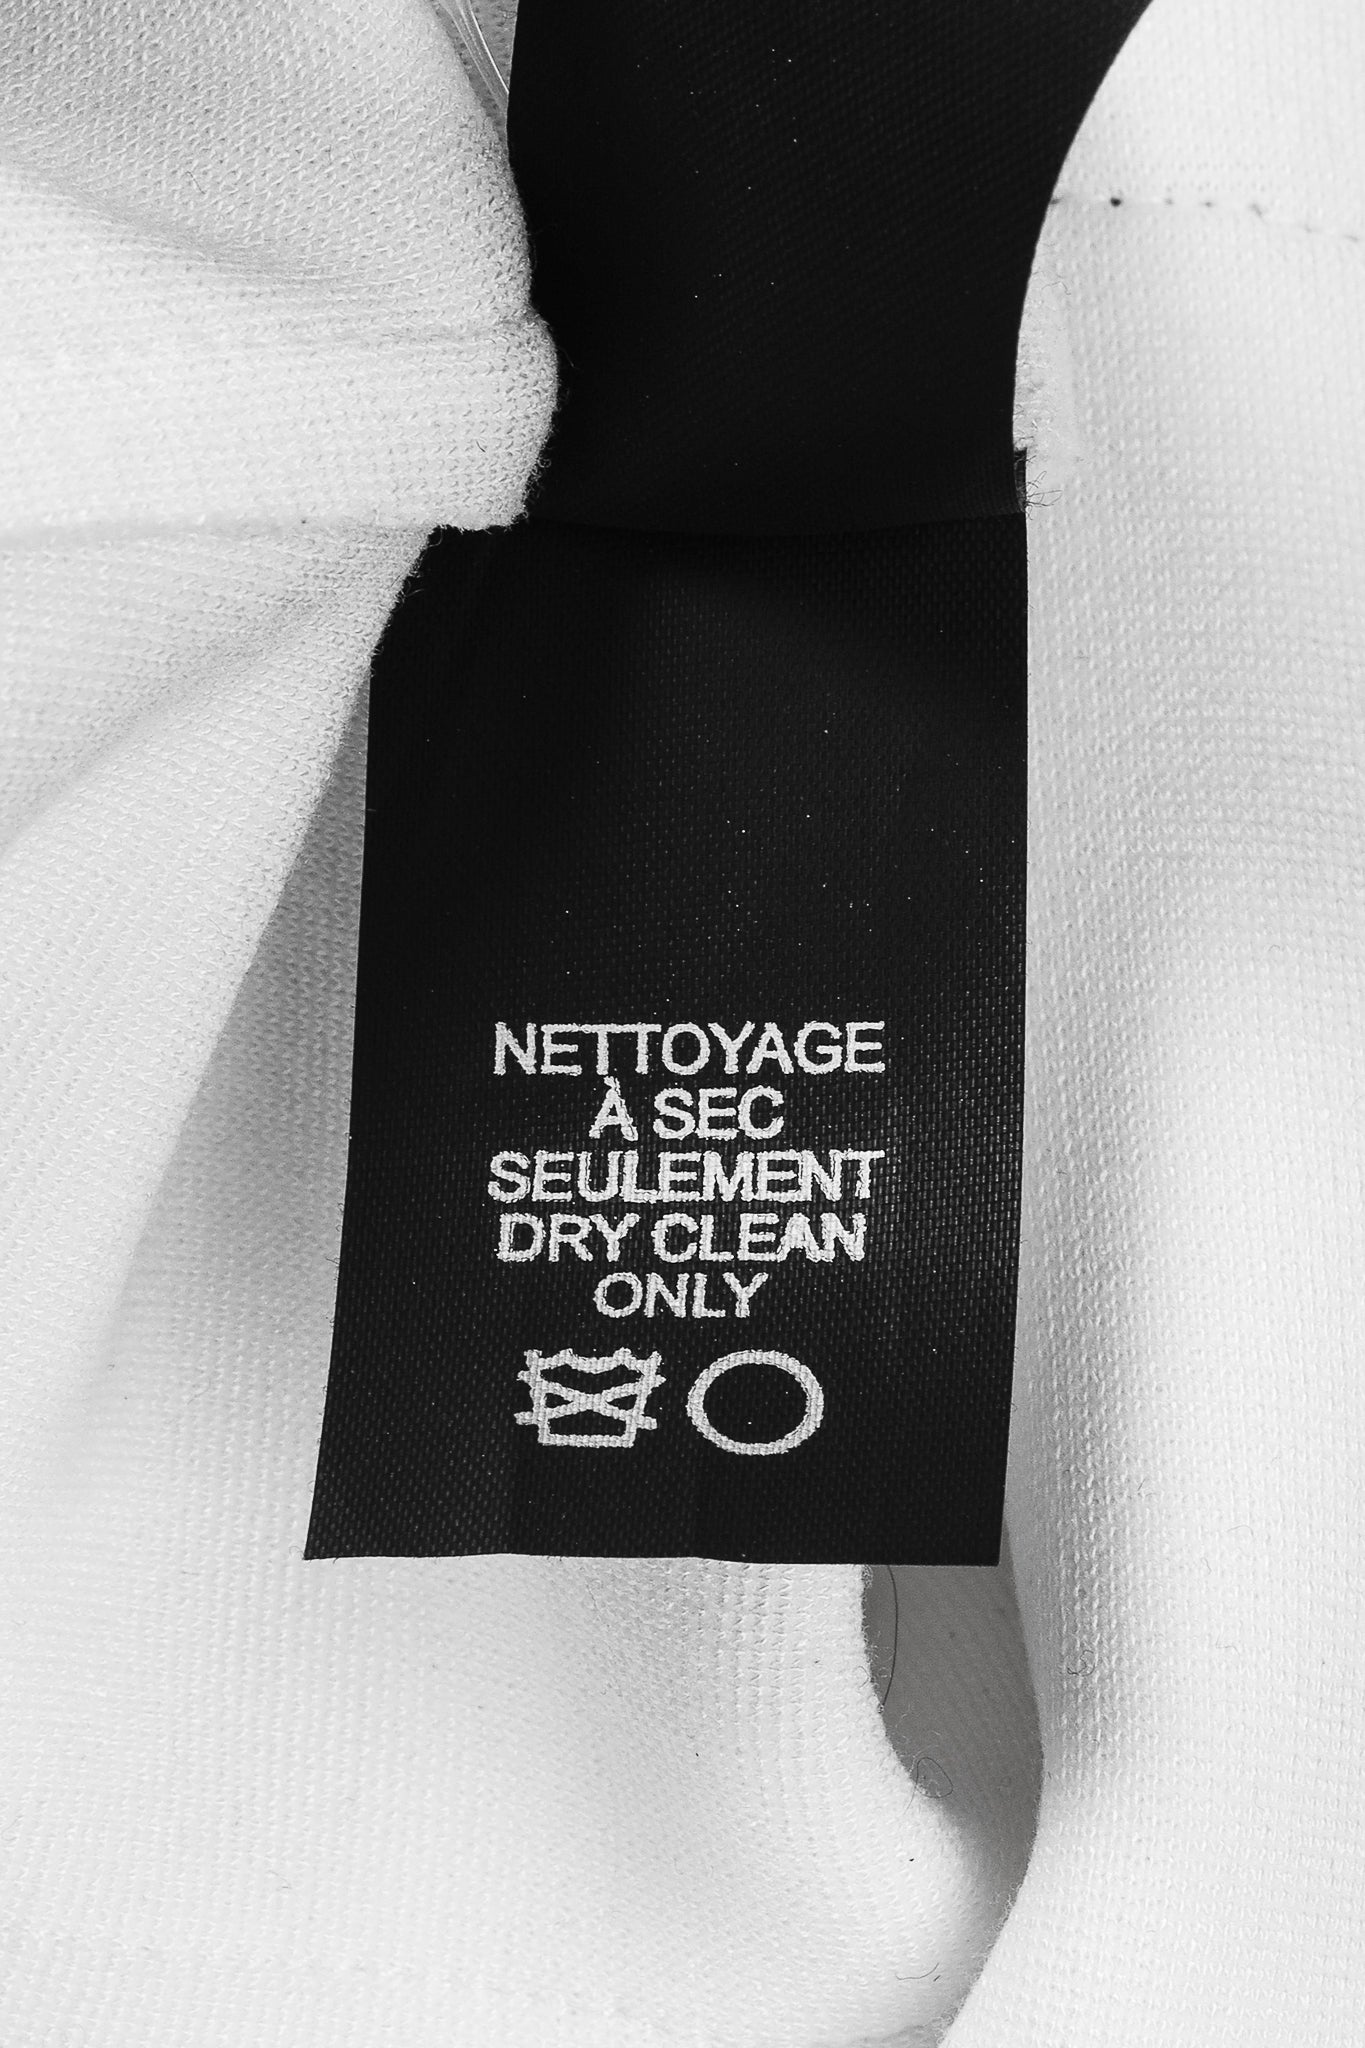 NETTOYAGE
À SEC
SEULEMENT
DRY CLEAN
ONLY